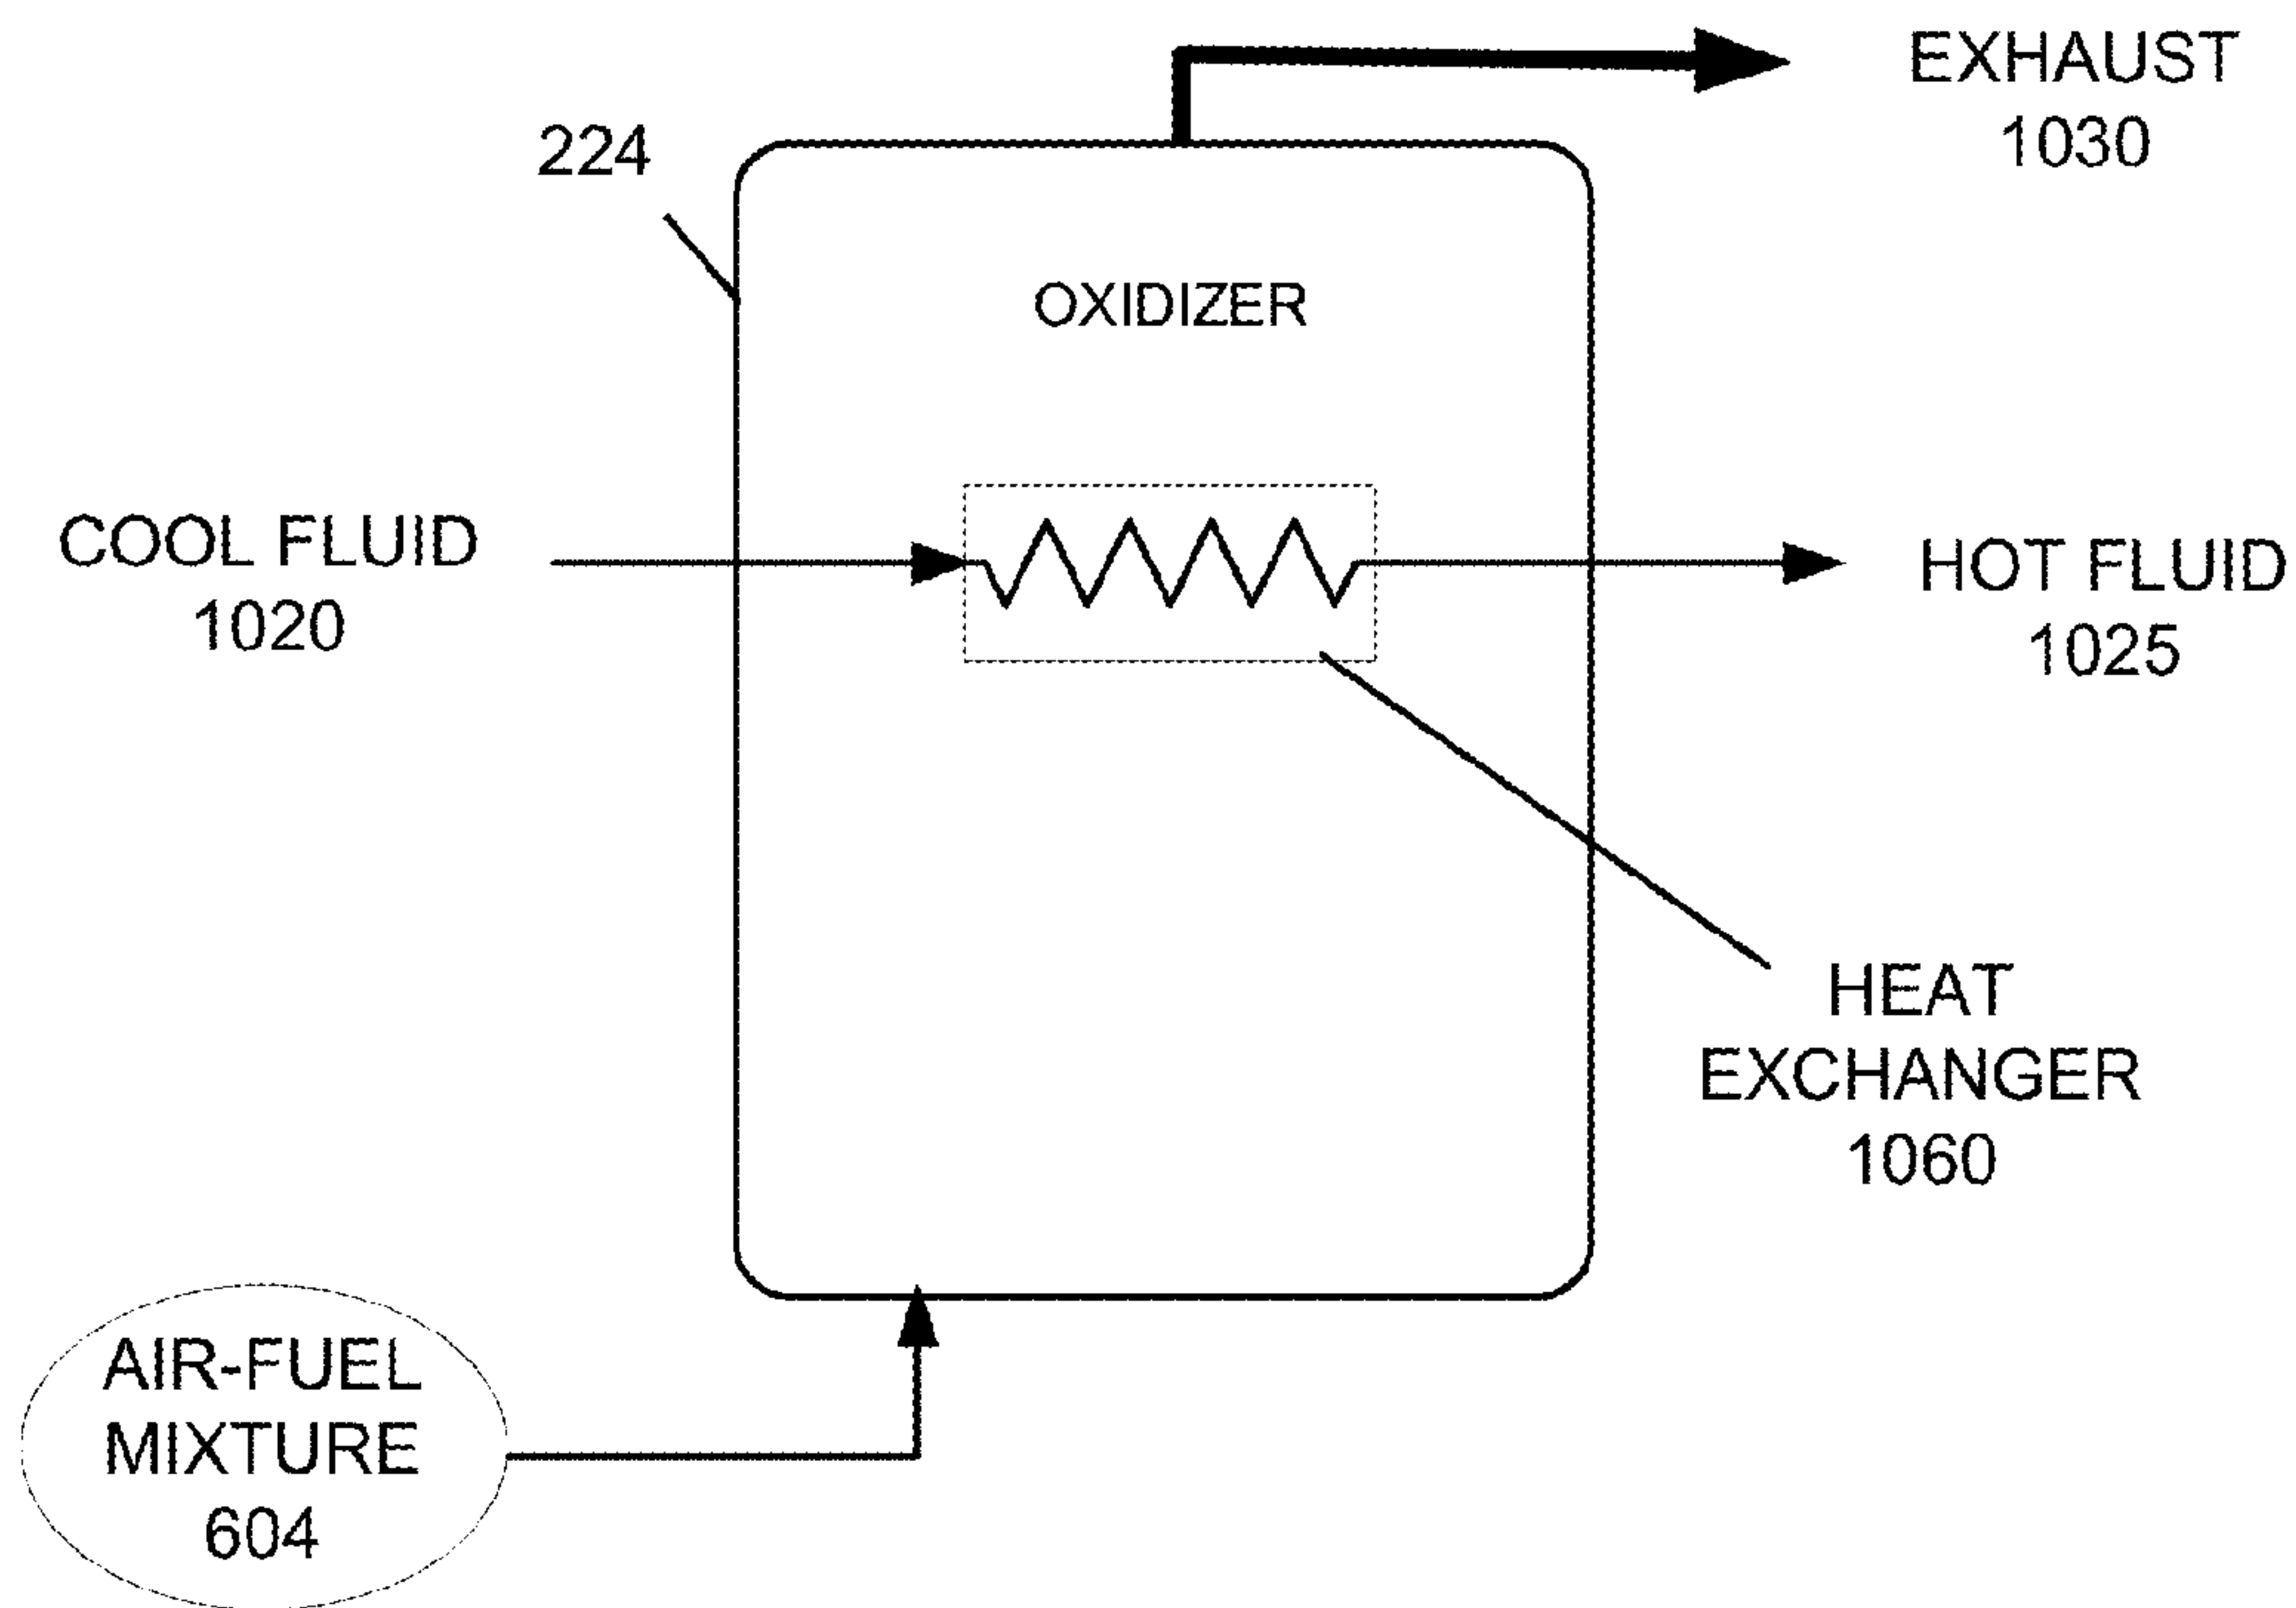 EXHAUST
1030
224
OXIDIZER
COOL FLUID
1020
HOT FLUID
1025
HEAT
EXCHANGER
1060
AIR-FUEL
MIXTURE
604